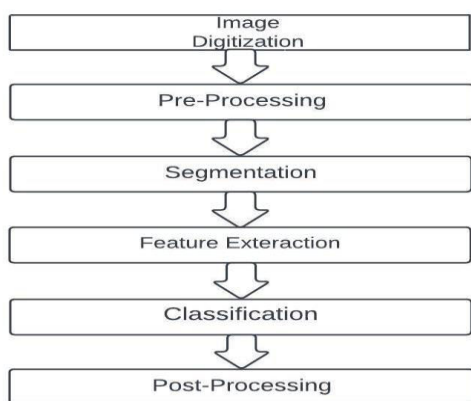 Image
Digitization
Pre-Processing
Segmentation
Feature Exteraction
Classification
Post-Processing